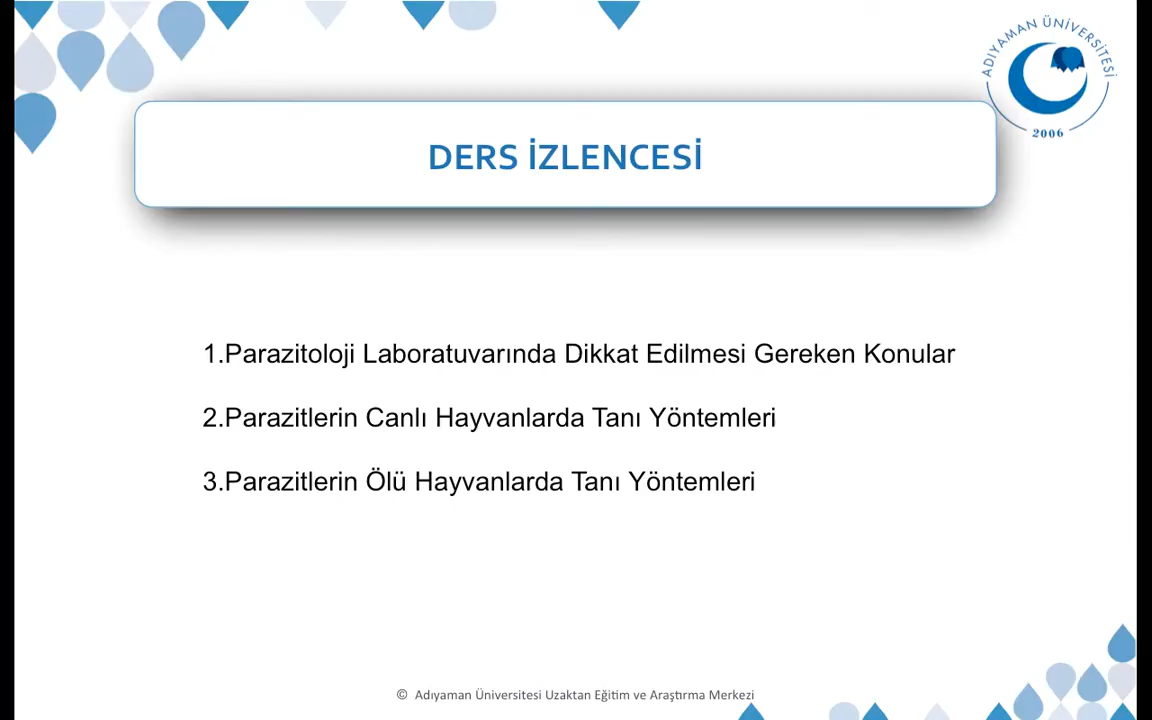 ADIYAMAN ÜNİVERSİTESİ
2006
DERS İZLENCESİ
1.Parazitoloji Laboratuvarında Dikkat Edilmesi Gereken Konular
2.Parazitlerin Canlı Hayvanlarda Tanı Yöntemleri
3.Parazitlerin Ölü Hayvanlarda Tanı Yöntemleri
© Adıyaman Üniversitesi Uzaktan Eğitim ve Araştırma Merkezi